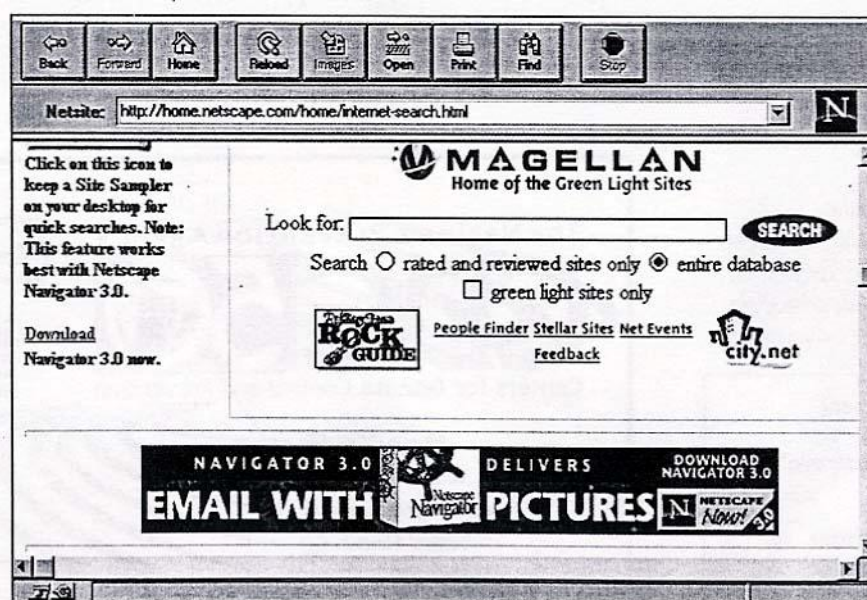 Back Forward Home Reload Images Open Print Find Stop
Netsite: http://home.netscape.com/home/internet-search.html N
Click on this icon to
keep a Site Sampler
on your desktop for
quick searches. Note:
This feature works
best with Netscape
Navigator 3.0.
Download
Navigator 3.0 now.
MAGELLAN
Home of the Green Light Sites
Look for: SEARCH
Search rated and reviewed sites only entire database
green light sites only
ROCK
GUIDE
People Finder Stellar Sites Net Events
Feedback
city.net
NAVIGATOR 3.0 DELIVERS
EMAIL WITH PICTURES
Netscape
Navigator
DOWNLOAD
NAVIGATOR 3.0
N NETSCAPE
Now! 3.0